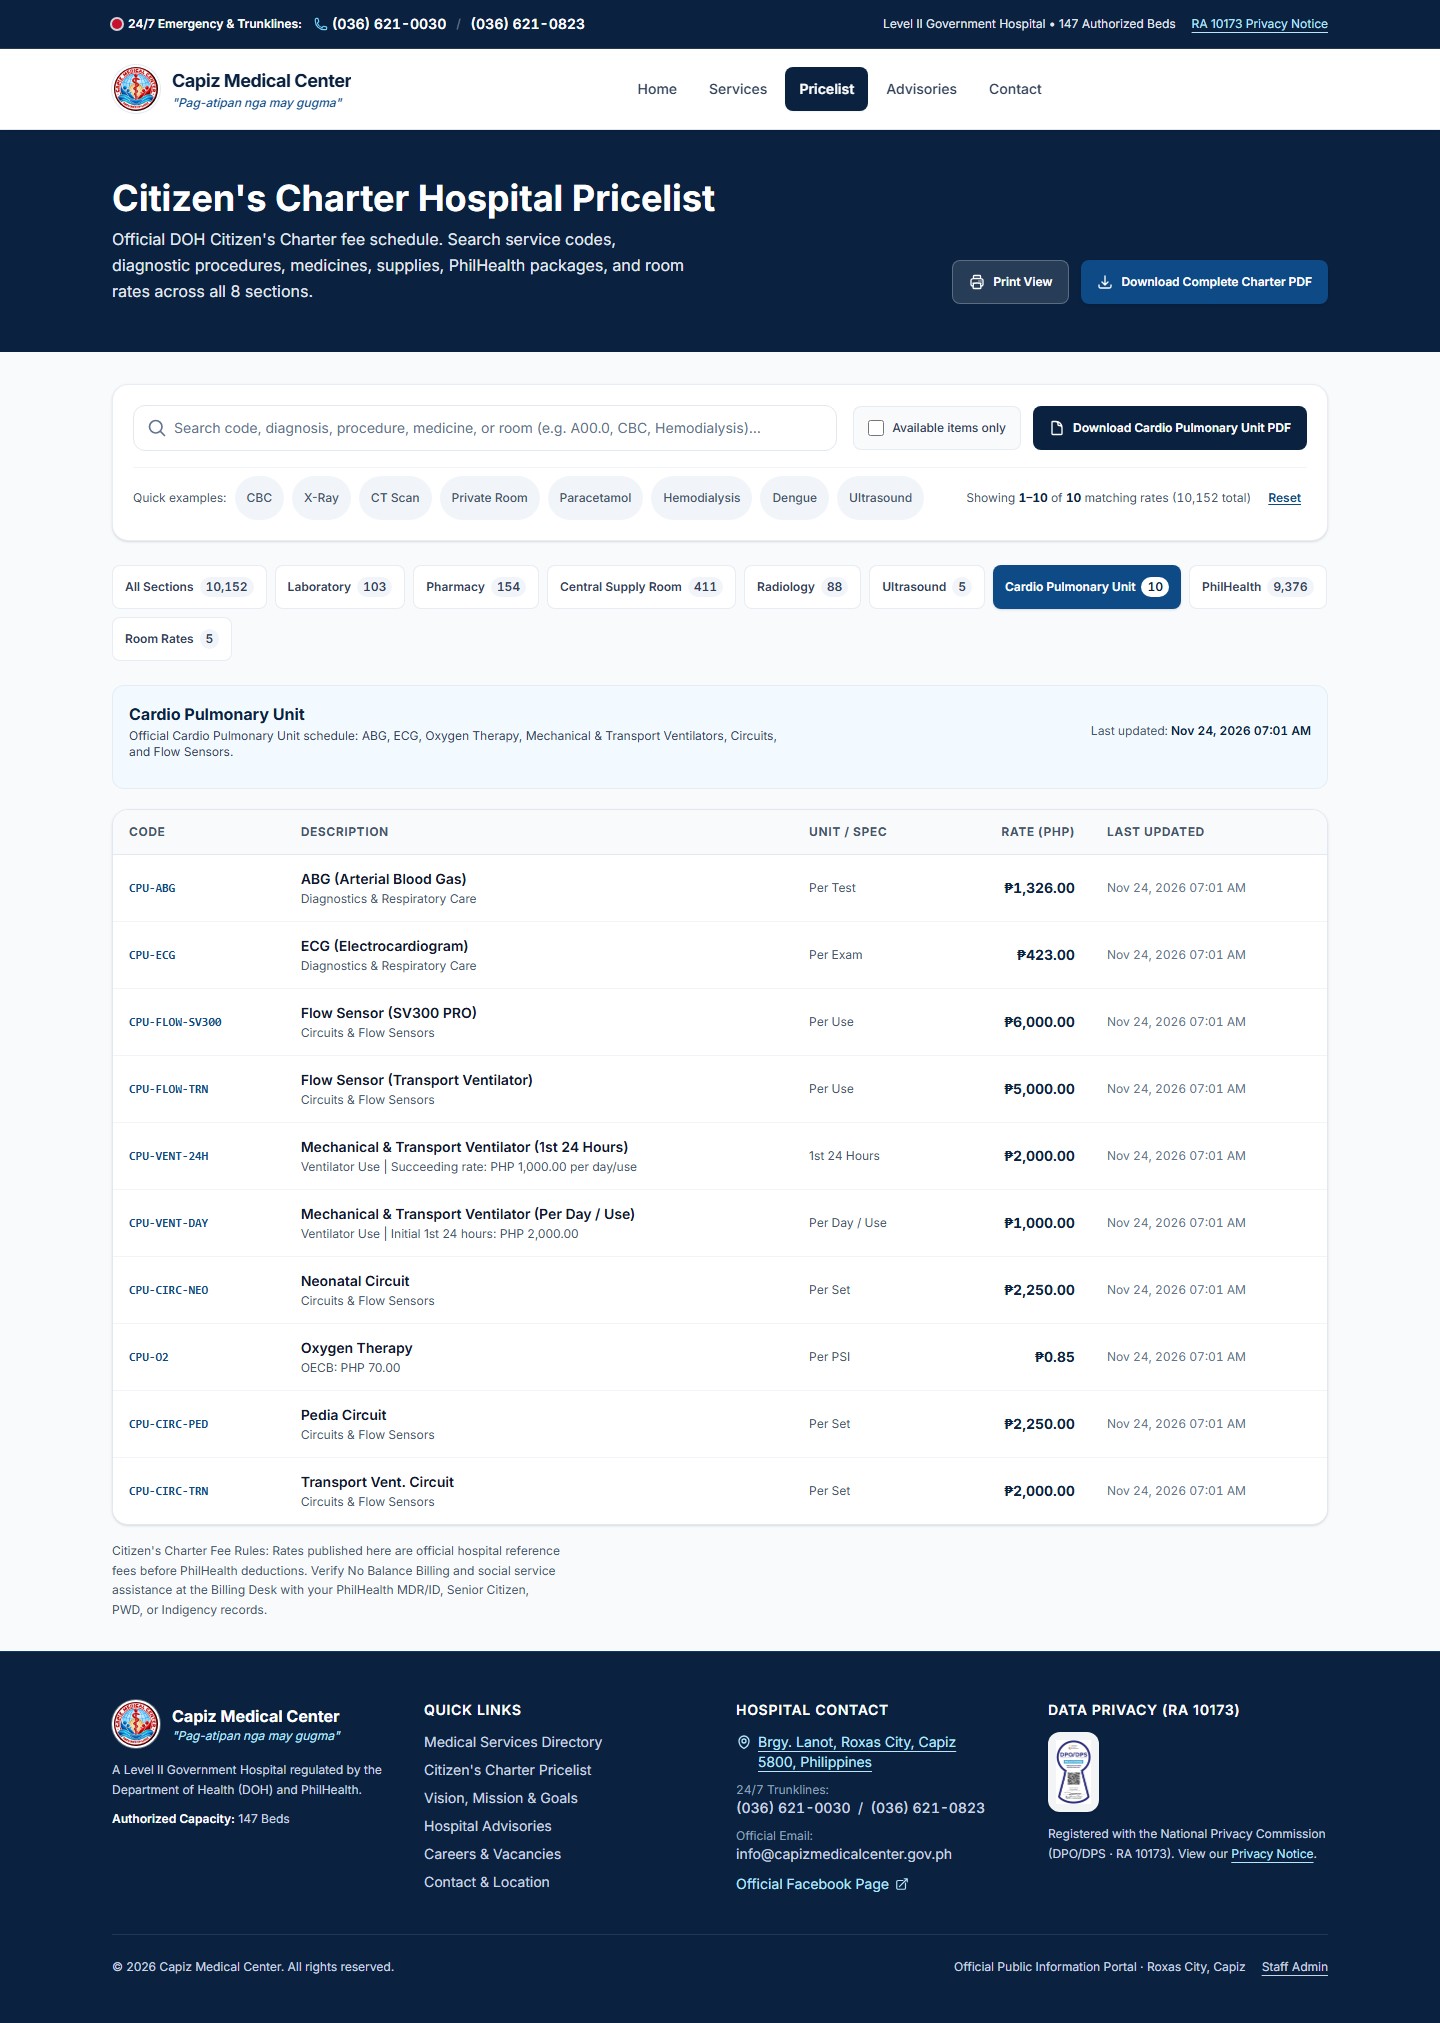 24/7 Emergency & Trunklines: (036) 621-0030 / (036) 621-0823
Level II Government Hospital • 147 Authorized Beds RA 10173 Privacy Notice
Capiz Medical Center
"Pag-atipan nga may gugma"
Home Services Pricelist Advisories Contact
Citizen's Charter Hospital Pricelist
Official DOH Citizen's Charter fee schedule. Search service codes,
diagnostic procedures, medicines, supplies, PhilHealth packages, and room
rates across all 8 sections.
Print View
Download Complete Charter PDF
Search code, diagnosis, procedure, medicine, or room (e.g. A00.0, CBC, Hemodialysis)...
Available items only
Download Cardio Pulmonary Unit PDF
Quick examples: CBC X-Ray CT Scan Private Room Paracetamol Hemodialysis Dengue Ultrasound
Showing 1–10 of 10 matching rates (10,152 total) Reset
All Sections 10,152 Laboratory 103 Pharmacy 154 Central Supply Room 411 Radiology 88 Ultrasound 5 Cardio Pulmonary Unit 10 PhilHealth 9,376
Room Rates 5
Cardio Pulmonary Unit
Official Cardio Pulmonary Unit schedule: ABG, ECG, Oxygen Therapy, Mechanical & Transport Ventilators, Circuits,
and Flow Sensors.
Last updated: Nov 24, 2026 07:01 AM
CODE DESCRIPTION UNIT / SPEC RATE (PHP) LAST UPDATED
CPU-ABG ABG (Arterial Blood Gas) Per Test ₱1,326.00 Nov 24, 2026 07:01 AM
Diagnostics & Respiratory Care
CPU-ECG ECG (Electrocardiogram) Per Exam ₱423.00 Nov 24, 2026 07:01 AM
Diagnostics & Respiratory Care
CPU-FLOW-SV300 Flow Sensor (SV300 PRO) Per Use ₱6,000.00 Nov 24, 2026 07:01 AM
Circuits & Flow Sensors
CPU-FLOW-TRN Flow Sensor (Transport Ventilator) Per Use ₱5,000.00 Nov 24, 2026 07:01 AM
Circuits & Flow Sensors
CPU-VENT-24H Mechanical & Transport Ventilator (1st 24 Hours) 1st 24 Hours ₱2,000.00 Nov 24, 2026 07:01 AM
Ventilator Use | Succeeding rate: PHP 1,000.00 per day/use
CPU-VENT-DAY Mechanical & Transport Ventilator (Per Day / Use) Per Day / Use ₱1,000.00 Nov 24, 2026 07:01 AM
Ventilator Use | Initial 1st 24 hours: PHP 2,000.00
CPU-CIRC-NEO Neonatal Circuit Per Set ₱2,250.00 Nov 24, 2026 07:01 AM
Circuits & Flow Sensors
CPU-O2 Oxygen Therapy Per PSI ₱0.85 Nov 24, 2026 07:01 AM
OECB: PHP 70.00
CPU-CIRC-PED Pedia Circuit Per Set ₱2,250.00 Nov 24, 2026 07:01 AM
Circuits & Flow Sensors
CPU-CIRC-TRN Transport Vent. Circuit Per Set ₱2,000.00 Nov 24, 2026 07:01 AM
Circuits & Flow Sensors
Citizen's Charter Fee Rules: Rates published here are official hospital reference
fees before PhilHealth deductions. Verify No Balance Billing and social service
assistance at the Billing Desk with your PhilHealth MDR/ID, Senior Citizen,
PWD, or Indigency records.
Capiz Medical Center
"Pag-atipan nga may gugma"
A Level II Government Hospital regulated by the
Department of Health (DOH) and PhilHealth.
Authorized Capacity: 147 Beds
QUICK LINKS
Medical Services Directory
Citizen's Charter Pricelist
Vision, Mission & Goals
Hospital Advisories
Careers & Vacancies
Contact & Location
HOSPITAL CONTACT
Brgy. Lanot, Roxas City, Capiz
5800, Philippines
24/7 Trunklines:
(036) 621-0030 / (036) 621-0823
Official Email:
info@capizmedicalcenter.gov.ph
Official Facebook Page
DATA PRIVACY (RA 10173)
DPO/DPS
Registered with the National Privacy Commission
(DPO/DPS · RA 10173). View our Privacy Notice.
© 2026 Capiz Medical Center. All rights reserved.
Official Public Information Portal · Roxas City, Capiz Staff Admin